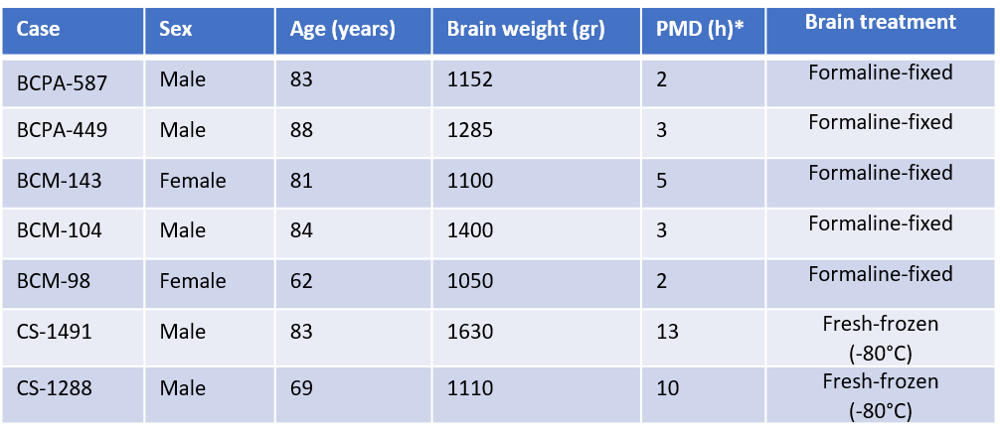 Case Sex Age (years) Brain weight (gr) PMD (h)* Brain treatment
BCPA-587 Male 83 1152 2 Formaline-fixed
BCPA-449 Male 88 1285 3 Formaline-fixed
BCM-143 Female 81 1100 5 Formaline-fixed
BCM-104 Male 84 1400 3 Formaline-fixed
BCM-98 Female 62 1050 2 Formaline-fixed
CS-1491 Male 83 1630 13 Fresh-frozen
(-80°C)
CS-1288 Male 69 1110 10 Fresh-frozen
(-80°C)